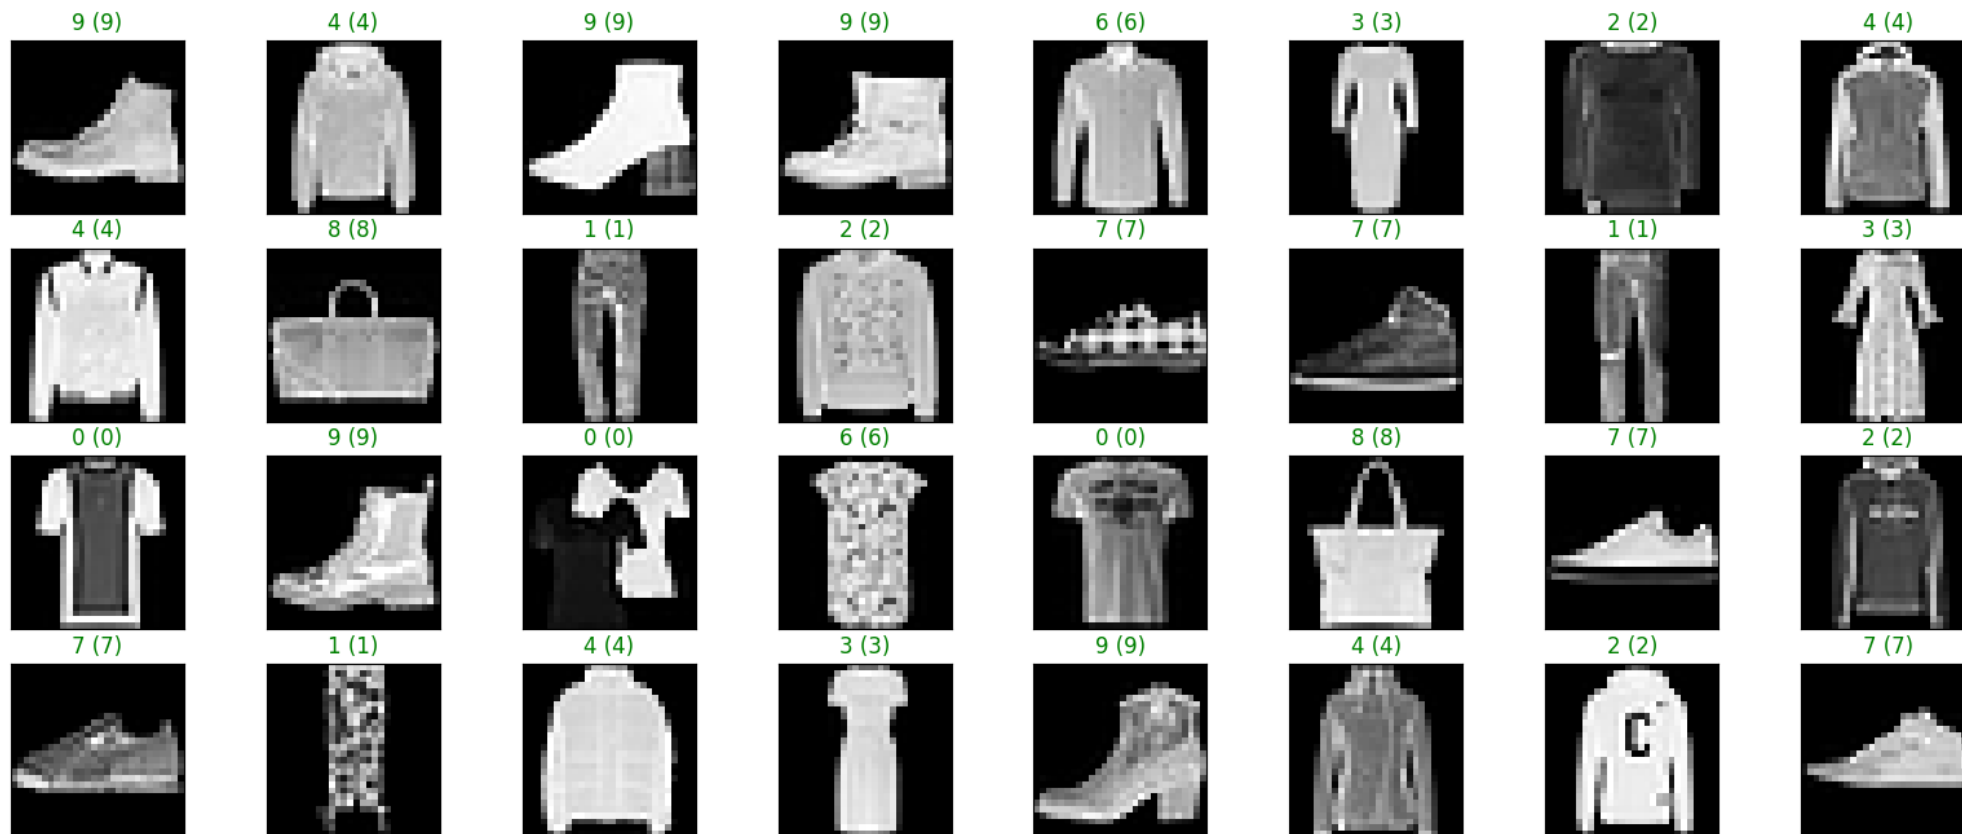 9 (9) 4 (4) 9 (9) 9 (9) 6 (6) 3 (3) 2 (2) 4 (4)
4 (4) 8 (8) 1 (1) 2 (2) 7 (7) 7 (7) 1 (1) 3 (3)
0 (0) 9 (9) 0 (0) 6 (6) 0 (0) 8 (8) 7 (7) 2 (2)
7 (7) 1 (1) 4 (4) 3 (3) 9 (9) 4 (4) 2 (2) 7 (7)
C